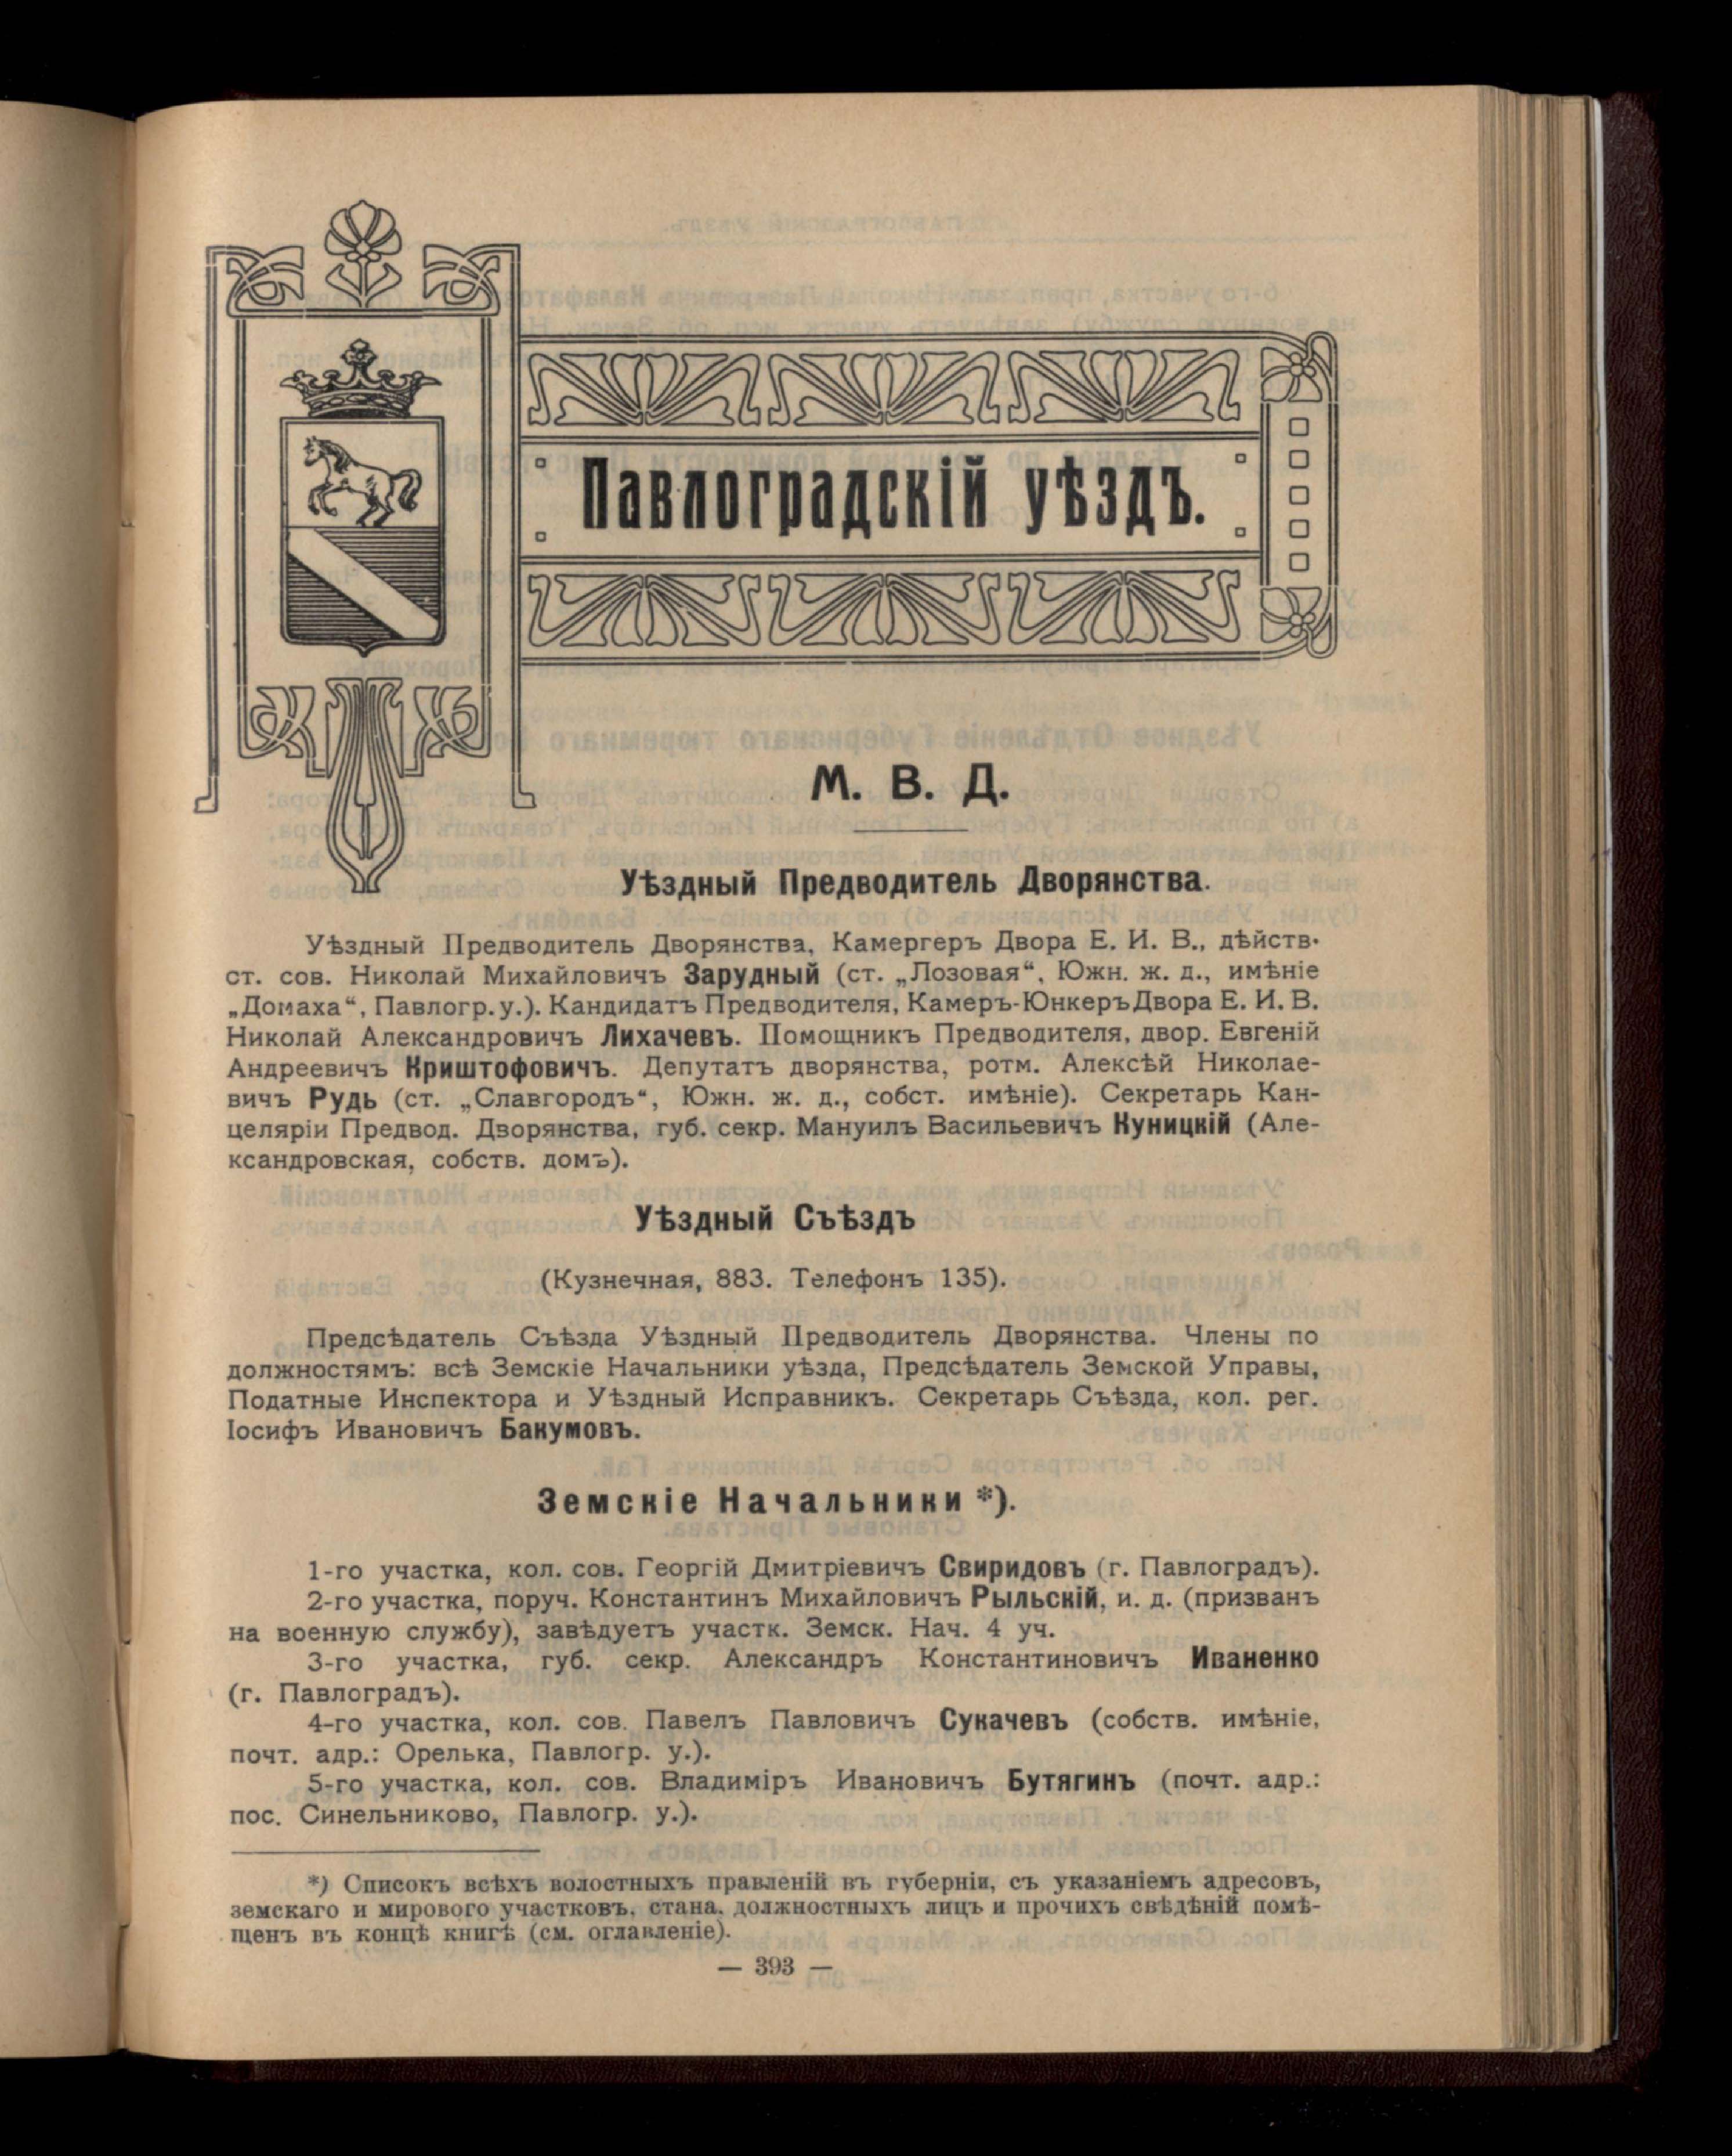 Павлоградскій уѣздъ.
М. В. Д.
Уѣздный Предводитель Дворянства.
Уѣздный Предводитель Дворянства, Камергеръ Двора Е. И. В., дѣйств.
ст. сов. Николай Михайловичъ Зарудный (ст. „Лозовая“, Южн. ж. д., имѣніе
„Домаха“, Павлогр. у.). Кандидатъ Предводителя, Камеръ-Юнкеръ Двора Е. И. В.
Николай Александровичъ Лихачевъ. Помощникъ Предводителя, двор. Евгеній
Андреевичъ Криштофовичъ. Депутатъ дворянства, ротм. Алексѣй Николае-
вичъ Рудь (ст. „Славгородъ“, Южн. ж. д., собст. имѣніе). Секретарь Кан-
целяріи Предвод. Дворянства, губ. секр. Мануилъ Васильевичъ Куницкій (Але-
ксандровская, собств. домъ).
Уѣздный Съѣздъ
(Кузнечная, 883. Телефонъ 135).
Предсѣдатель Съѣзда Уѣздный Предводитель Дворянства. Члены по
должностямъ: всѣ Земскіе Начальники уѣзда, Предсѣдатель Земской Управы,
Податные Инспектора и Уѣздный Исправникъ. Секретарь Съѣзда, кол. рег.
Іосифъ Ивановичъ Бакумовъ.
Земскіе Начальники *).
1-го участка, кол. сов. Георгій Дмитріевичъ Свиридовъ (г. Павлоградъ).
2-го участка, поруч. Константинъ Михайловичъ Рыльскій, и. д. (призванъ
на военную службу), завѣдуетъ участк. Земск. Нач. 4 уч.
3-го участка, губ. секр. Александръ Константиновичъ Иваненко
(г. Павлоградъ).
4-го участка, кол. сов. Павелъ Павловичъ Сукачевъ (собств. имѣніе,
почт. адр.: Орелька, Павлогр. у.).
5-го участка, кол. сов. Владиміръ Ивановичъ Бутягинъ (почт. адр.:
пос. Синельниково, Павлогр. у.).
*) Списокъ всѣхъ волостныхъ правленій въ губерніи, съ указаніемъ адресовъ,
земскаго и мирового участковъ, стана, должностныхъ лицъ и прочихъ свѣдѣній помѣ-
щенъ въ концѣ книгѣ (см. оглавленіе).
— 393 —